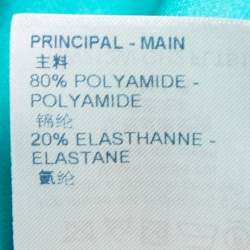 PRINCIPAL - MAIN
主料
80% POLYAMIDE -
POLYAMIDE
锦纶
20% ELASTHANNE -
ELASTANE
氨纶